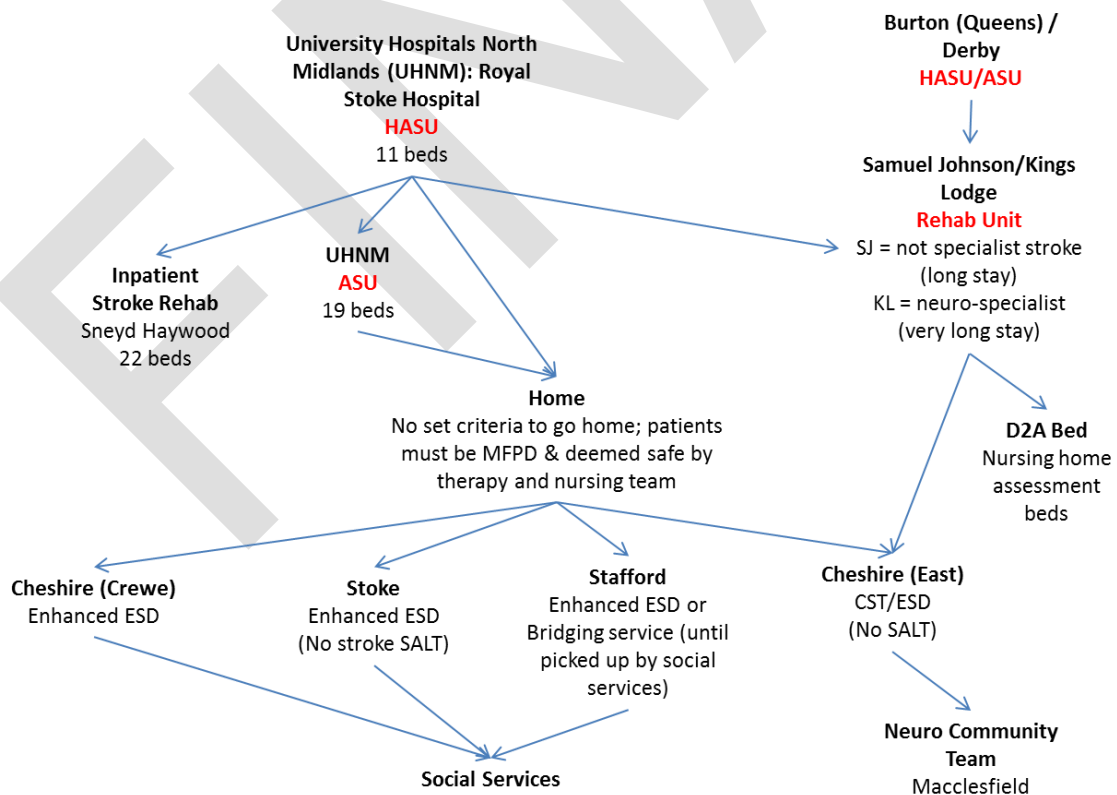 University Hospitals North
Midlands (UHNM): Royal
Stoke Hospital
HASU
11 beds
Burton (Queens) /
Derby
HASU/ASU
Samuel Johnson/Kings
Lodge
Rehab Unit
SJ = not specialist stroke
(long stay)
KL = neuro-specialist
(very long stay)
Inpatient
Stroke Rehab
Sneyd Haywood
22 beds
UHNM
ASU
19 beds
Home
No set criteria to go home; patients
must be MFPD & deemed safe by
therapy and nursing team
D2A Bed
Nursing home
assessment
beds
Cheshire (Crewe)
Enhanced ESD
Stoke
Enhanced ESD
(No stroke SALT)
Stafford
Enhanced ESD or
Bridging service (until
picked up by social
services)
Cheshire (East)
CST/ESD
(No SALT)
Social Services
Neuro Community
Team
Macclesfield